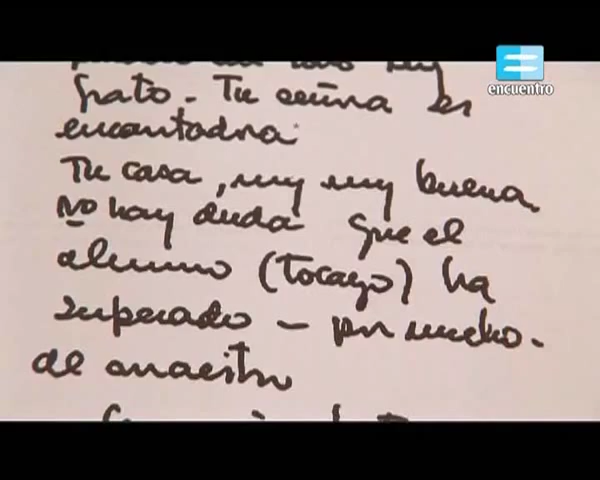 encuentro
grato - Tu señora es
encantadora
Tu casa, muy muy buena.
No hay duda que el
alumno (tocayo) ha
superado - por mucho.
al maestro